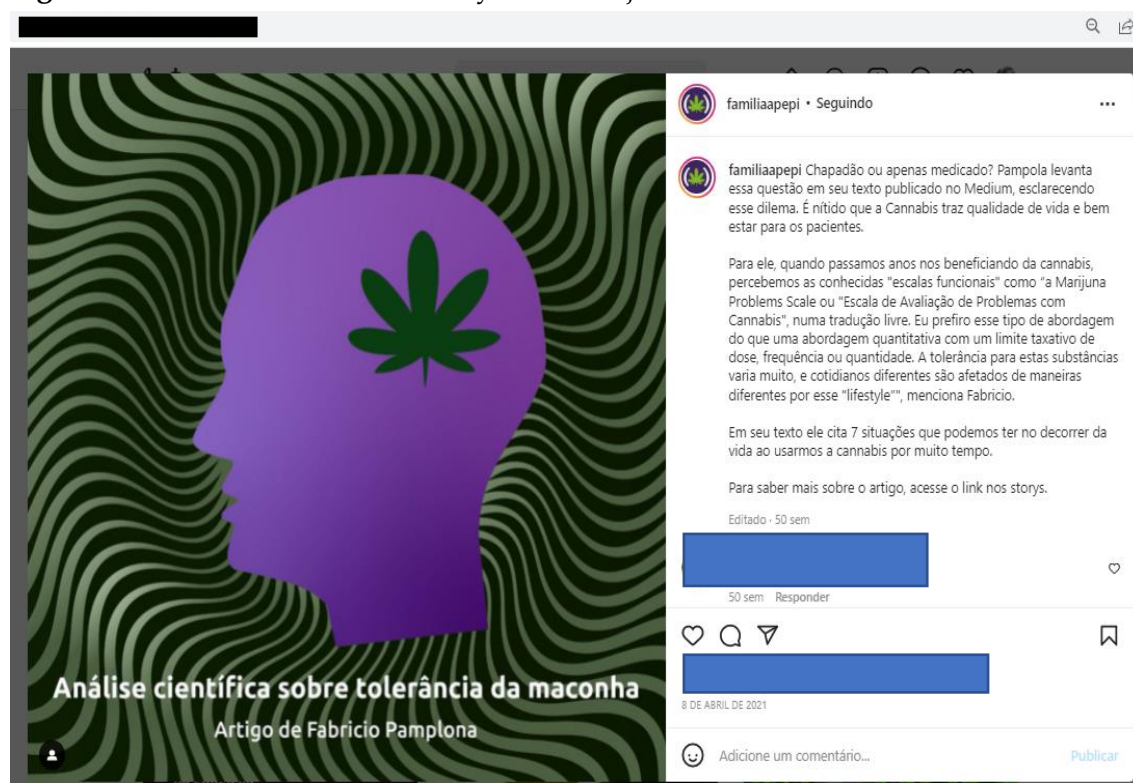 familiaapepi • Seguindo
familiaapepi Chapadão ou apenas medicado? Pampola levanta
essa questão em seu texto publicado no Medium, esclarecendo
esse dilema. É nítido que a Cannabis traz qualidade de vida e bem
estar para os pacientes.
Para ele, quando passamos anos nos beneficiando da cannabis,
percebemos as conhecidas "escalas funcionais" como "a Marijuna
Problems Scale ou "Escala de Avaliação de Problemas com
Cannabis", numa tradução livre. Eu prefiro esse tipo de abordagem
do que uma abordagem quantitativa com um limite taxativo de
dose, frequência ou quantidade. A tolerância para estas substâncias
varia muito, e cotidianos diferentes são afetados de maneiras
diferentes por esse "lifestyle"", menciona Fabricio.
Em seu texto ele cita 7 situações que podemos ter no decorrer da
vida ao usarmos a cannabis por muito tempo.
Para saber mais sobre o artigo, acesse o link nos storys.
Editado · 50 sem
50 sem Responder
8 DE ABRIL DE 2021
Adicione um comentário... Publicar
Análise científica sobre tolerância da maconha
Artigo de Fabricio Pamplona